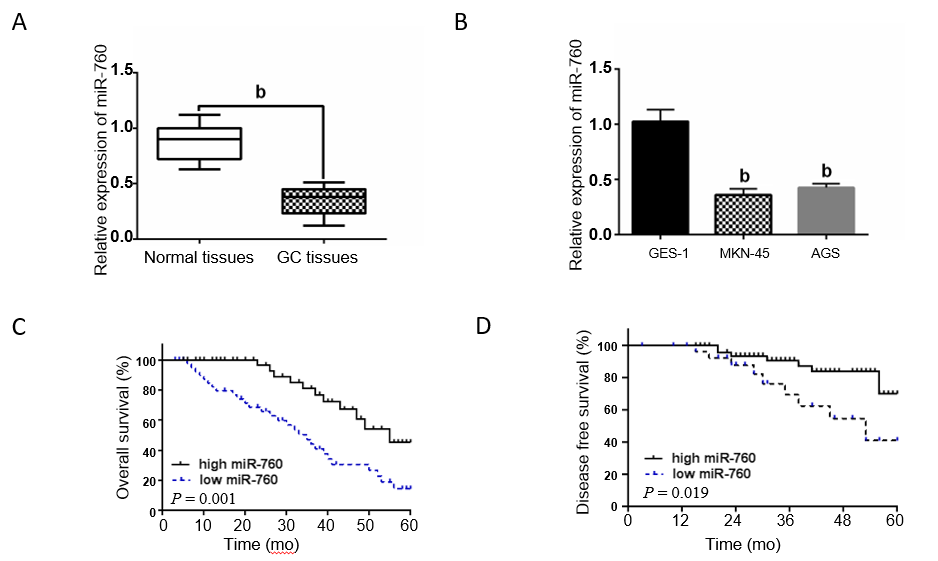 A
Relative expression of miR-760
1.5
1.0
0.5
0.0
b
Normal tissues
GC tissues
B
Relative expression of miR-760
1.5
1.0
0.5
0.0
b
b
GES-1
MKN-45
AGS
C
Overall survival (%)
100
80
60
40
20
0
high miR-760
low miR-760
P = 0.001
0 10 20 30 40 50 60
Time (mo)
D
Disease free survival (%)
100
80
60
40
20
0
high miR-760
low miR-760
P = 0.019
0 12 24 36 48 60
Time (mo)